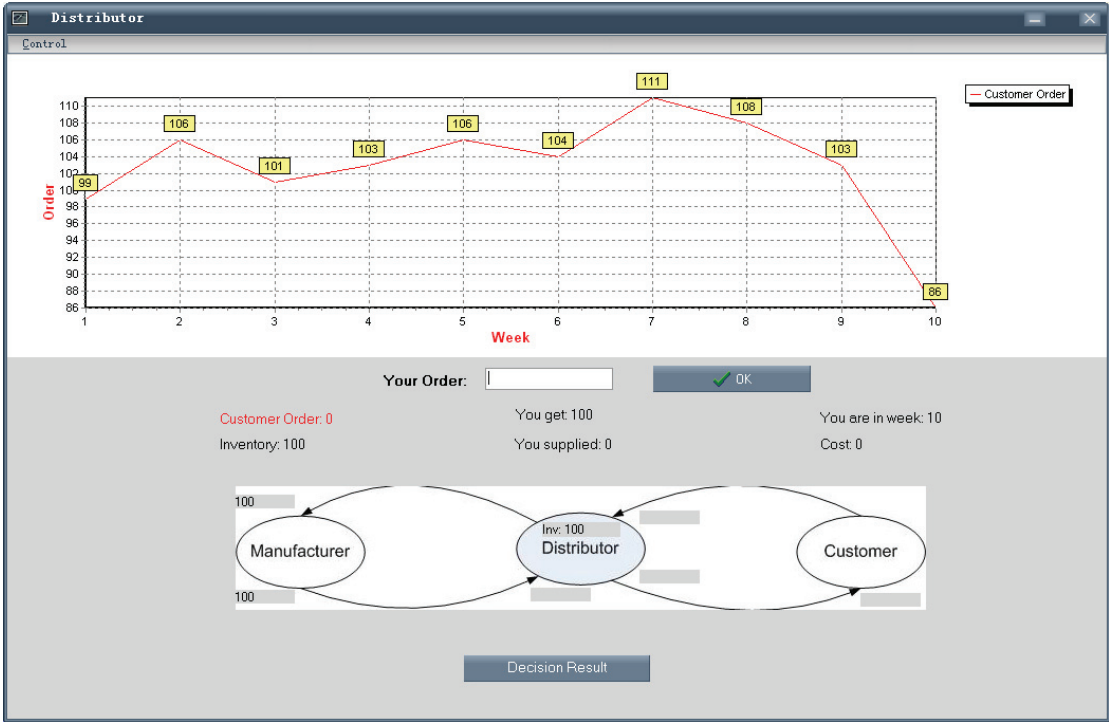 Distributor
Control
111
110
108
106
106
106
108
104
104
103
103
102
101
100
99
98
96
94
92
90
88
86
86
Order
1 2 3 4 5 6 7 8 9 10
Week
Customer Order
Your Order:
OK
Customer Order: 0
You get: 100
You are in week: 10
Inventory: 100
You supplied: 0
Cost: 0
100
Inv: 100
Manufacturer
Distributor
Customer
100
Decision Result